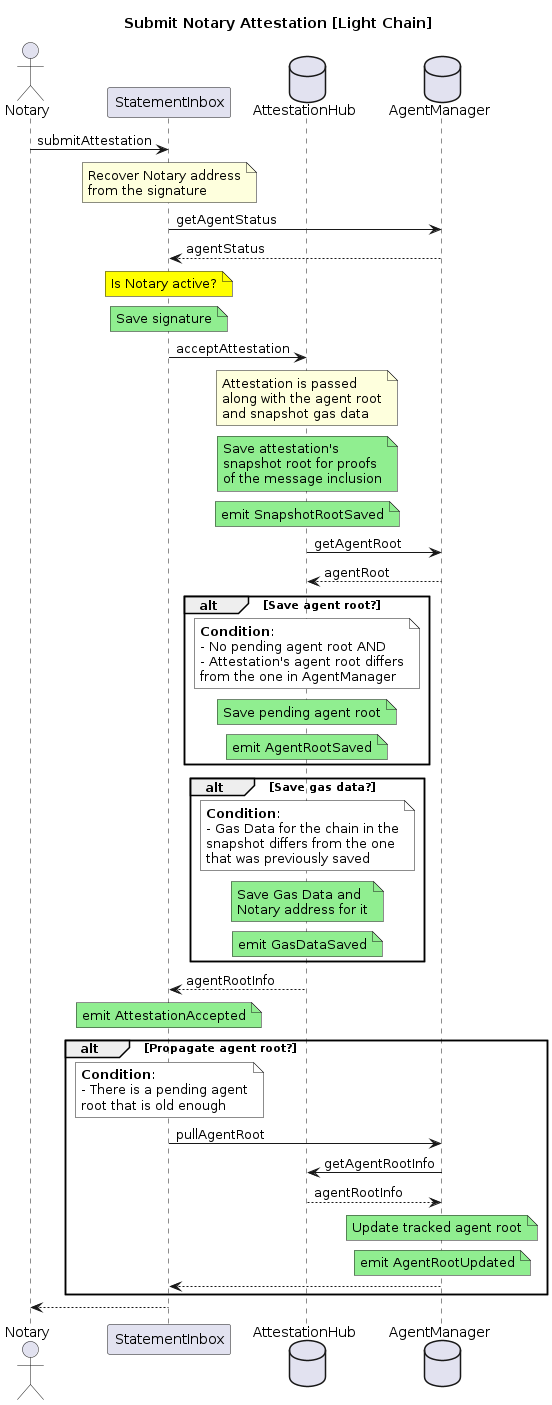 Submit Notary Attestation [Light Chain]
Notary
StatementInbox
AttestationHub
AgentManager
submitAttestation
Recover Notary address
from the signature
getAgentStatus
agentStatus
Is Notary active?
Save signature
acceptAttestation
Attestation is passed
along with the agent root
and snapshot gas data
Save attestation's
snapshot root for proofs
of the message inclusion
emit SnapshotRootSaved
getAgentRoot
agentRoot
alt [Save agent root?]
Condition:
- No pending agent root AND
- Attestation's agent root differs
from the one in AgentManager
Save pending agent root
emit AgentRootSaved
alt [Save gas data?]
Condition:
- Gas Data for the chain in the
snapshot differs from the one
that was previously saved
Save Gas Data and
Notary address for it
emit GasDataSaved
agentRootInfo
emit AttestationAccepted
alt [Propagate agent root?]
Condition:
- There is a pending agent
root that is old enough
pullAgentRoot
getAgentRootInfo
agentRootInfo
Update tracked agent root
emit AgentRootUpdated
Notary
StatementInbox
AttestationHub
AgentManager